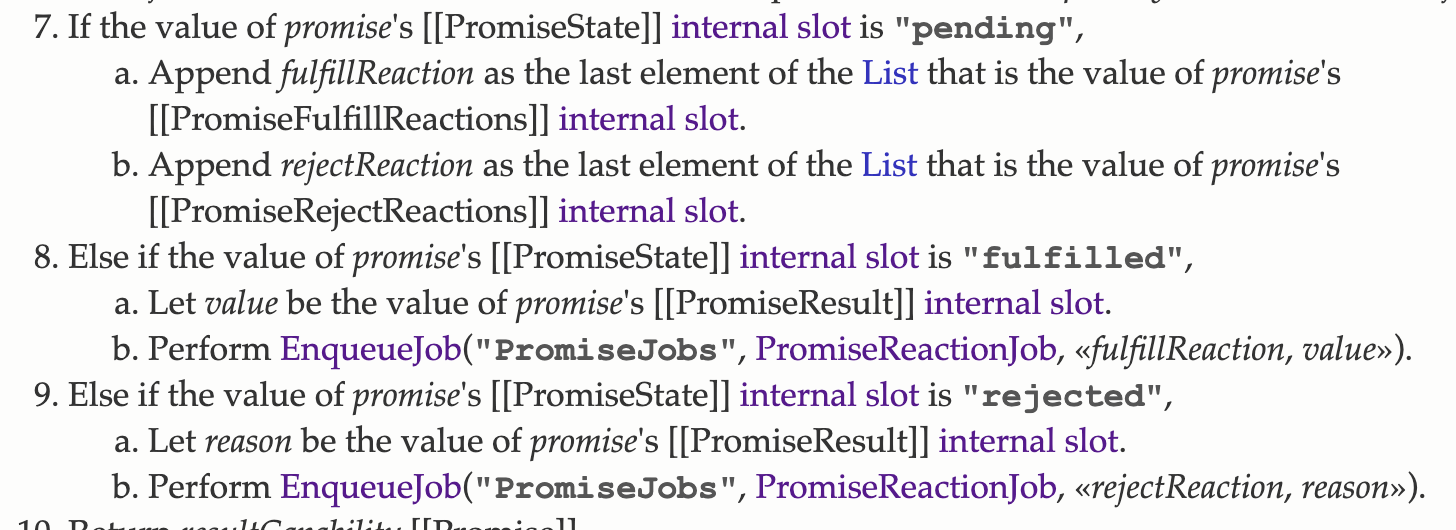 7. If the value of promise's [[PromiseState]] internal slot is "pending",
a. Append fulfillReaction as the last element of the List that is the value of promise's
[[PromiseFulfillReactions]] internal slot.
b. Append rejectReaction as the last element of the List that is the value of promise's
[[PromiseRejectReactions]] internal slot.
8. Else if the value of promise's [[PromiseState]] internal slot is "fulfilled",
a. Let value be the value of promise's [[PromiseResult]] internal slot.
b. Perform EnqueueJob("PromiseJobs", PromiseReactionJob, «fulfillReaction, value»).
9. Else if the value of promise's [[PromiseState]] internal slot is "rejected",
a. Let reason be the value of promise's [[PromiseResult]] internal slot.
b. Perform EnqueueJob("PromiseJobs", PromiseReactionJob, «rejectReaction, reason»).
10. Return resultCapability.[[Promise]]